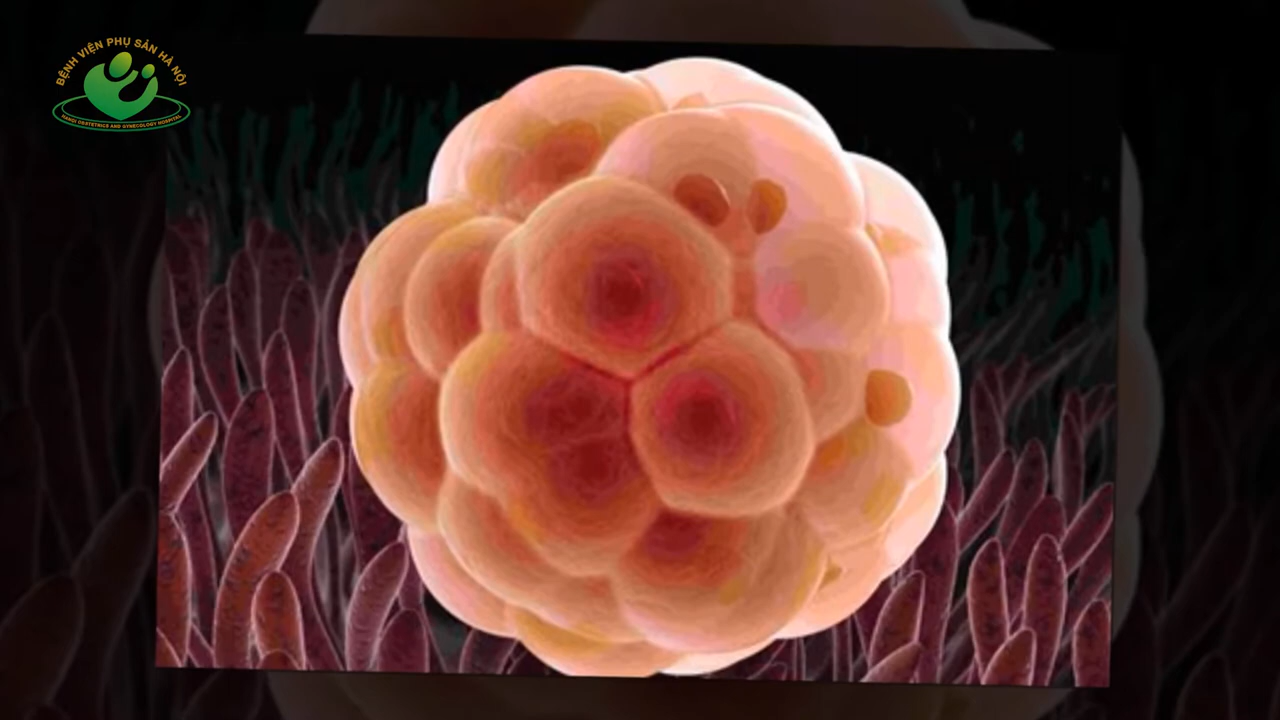 BỆNH VIỆN PHỤ SẢN HÀ NỘI
HANOI OBSTETRICS AND GYNECOLOGY HOSPITAL